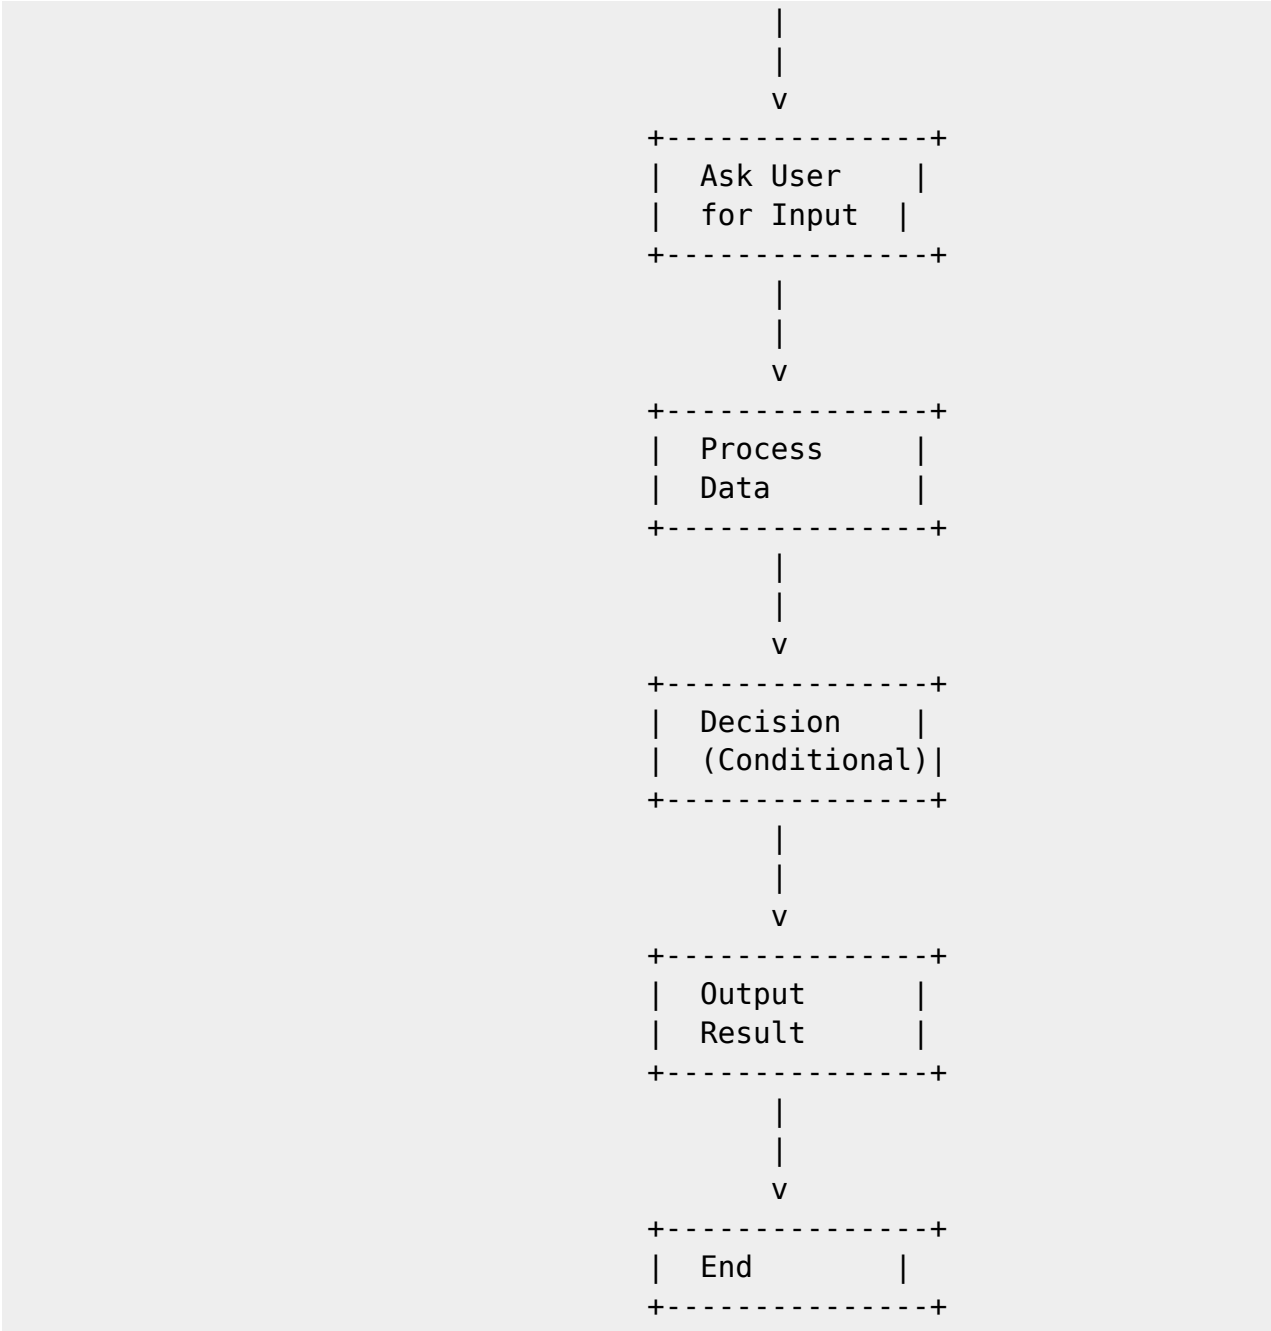 |
|
v
+---------------+
|  Ask User    |
|  for Input  |
+---------------+
|
|
v
+---------------+
|  Process     |
|  Data        |
+---------------+
|
|
v
+---------------+
|  Decision    |
|  (Conditional)|
+---------------+
|
|
v
+---------------+
|  Output      |
|  Result      |
+---------------+
|
|
v
+---------------+
|  End        |
+---------------+